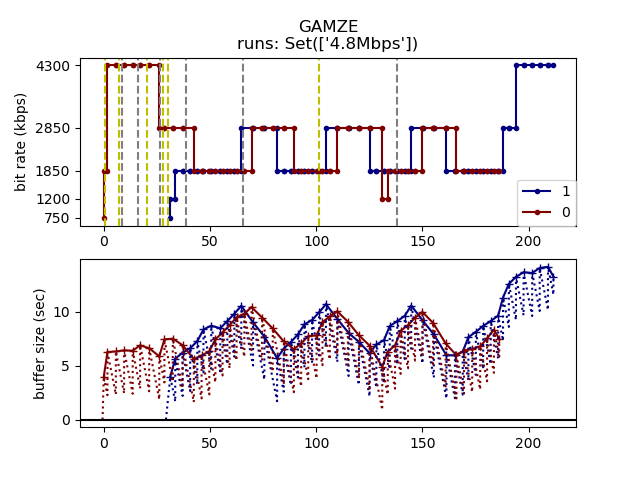 GAMZE
runs: Set(['4.8Mbps'])
bit rate (kbps)
4300
2850
1850
1200
750
1
0
0 50 100 150 200
buffer size (sec)
10
5
0
0 50 100 150 200